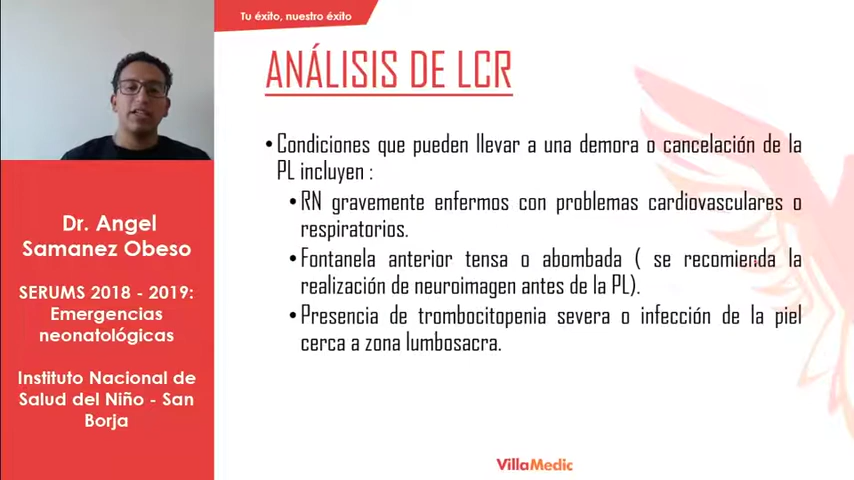 Tu éxito, nuestro éxito
ANÁLISIS DE LCR
• Condiciones que pueden llevar a una demora o cancelación de la
PL incluyen :
• RN gravemente enfermos con problemas cardiovasculares o
respiratorios.
• Fontanela anterior tensa o abombada ( se recomienda la
realización de neuroimagen antes de la PL).
• Presencia de trombocitopenia severa o infección de la piel
cerca a zona lumbosacra.
Dr. Angel
Samanez Obeso
SERUMS 2018 - 2019:
Emergencias
neonatológicas
Instituto Nacional de
Salud del Niño - San
Borja
VillaMedic